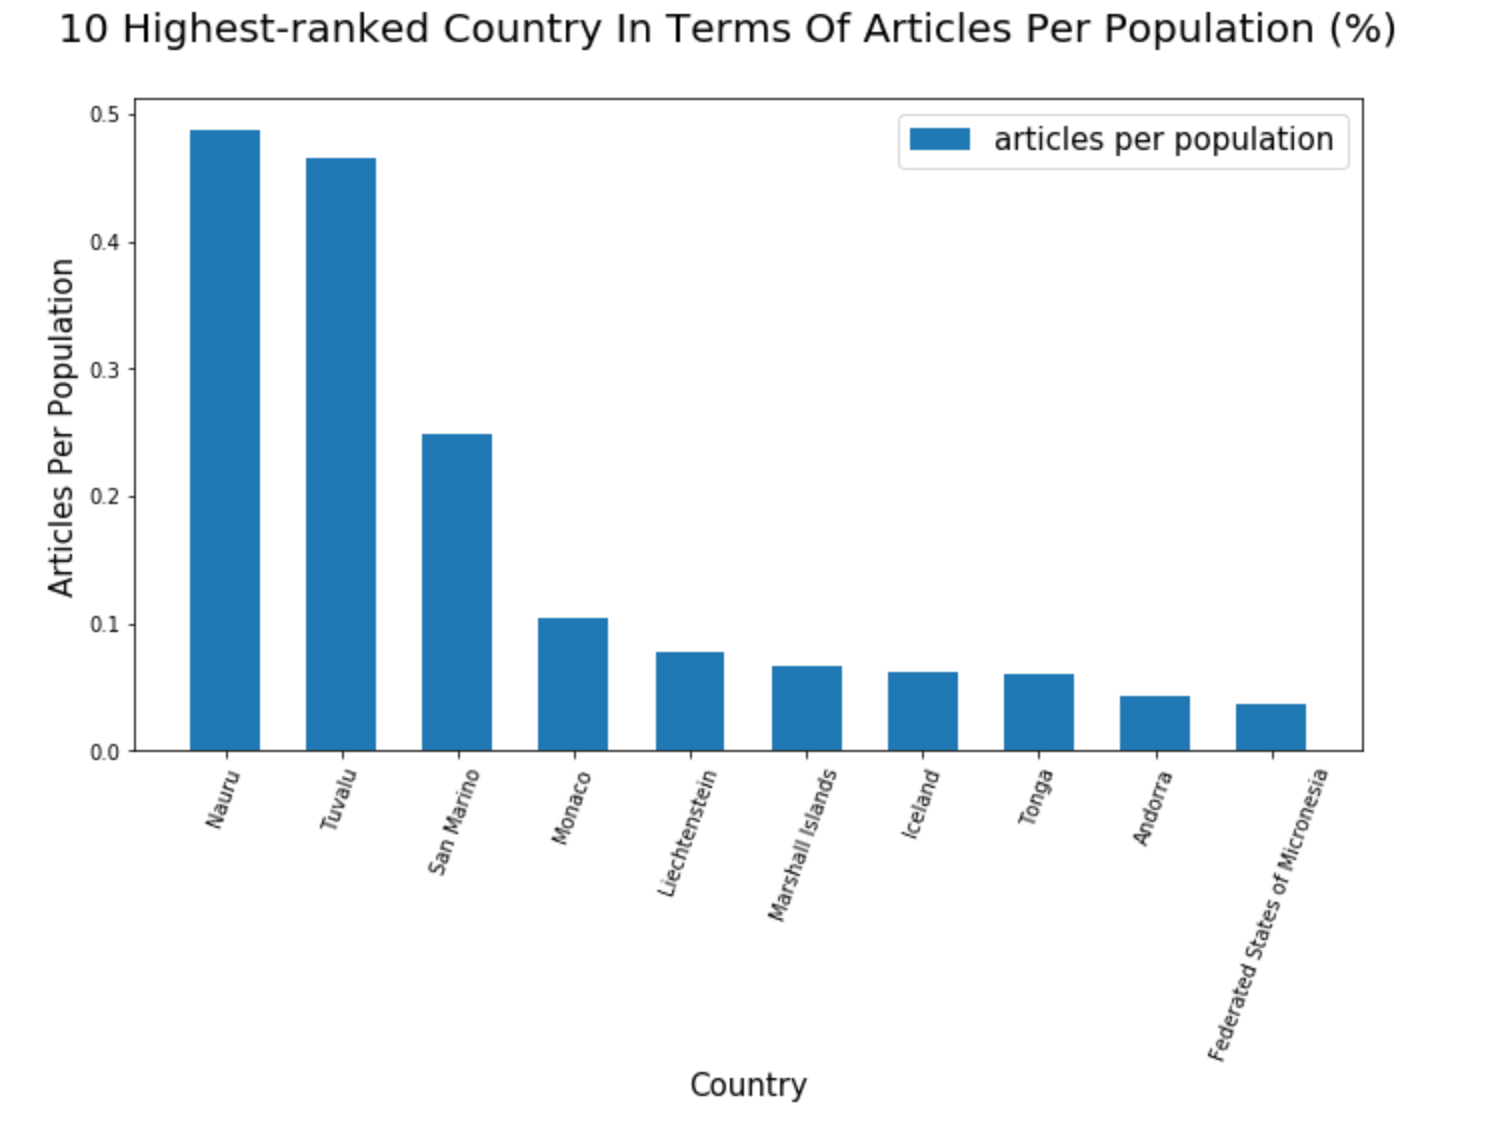 10 Highest-ranked Country In Terms Of Articles Per Population (%)
articles per population
Articles Per Population
0.5
0.4
0.3
0.2
0.1
0.0
Nauru
Tuvalu
San Marino
Monaco
Liechtenstein
Marshall Islands
Iceland
Tonga
Andorra
Federated States of Micronesia
Country